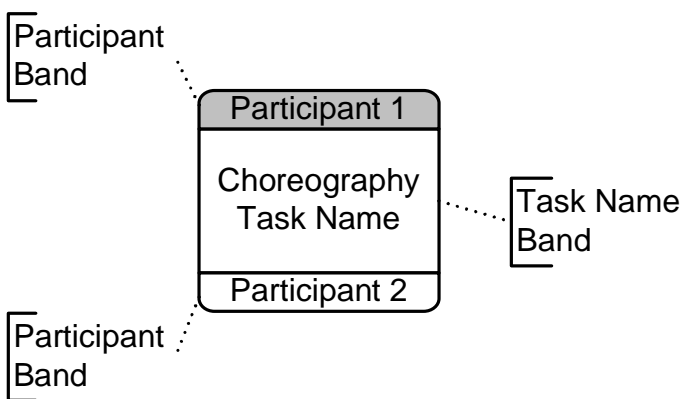 Participant
Band
Participant 1
Choreography
Task Name
Task Name
Band
Participant 2
Participant
Band